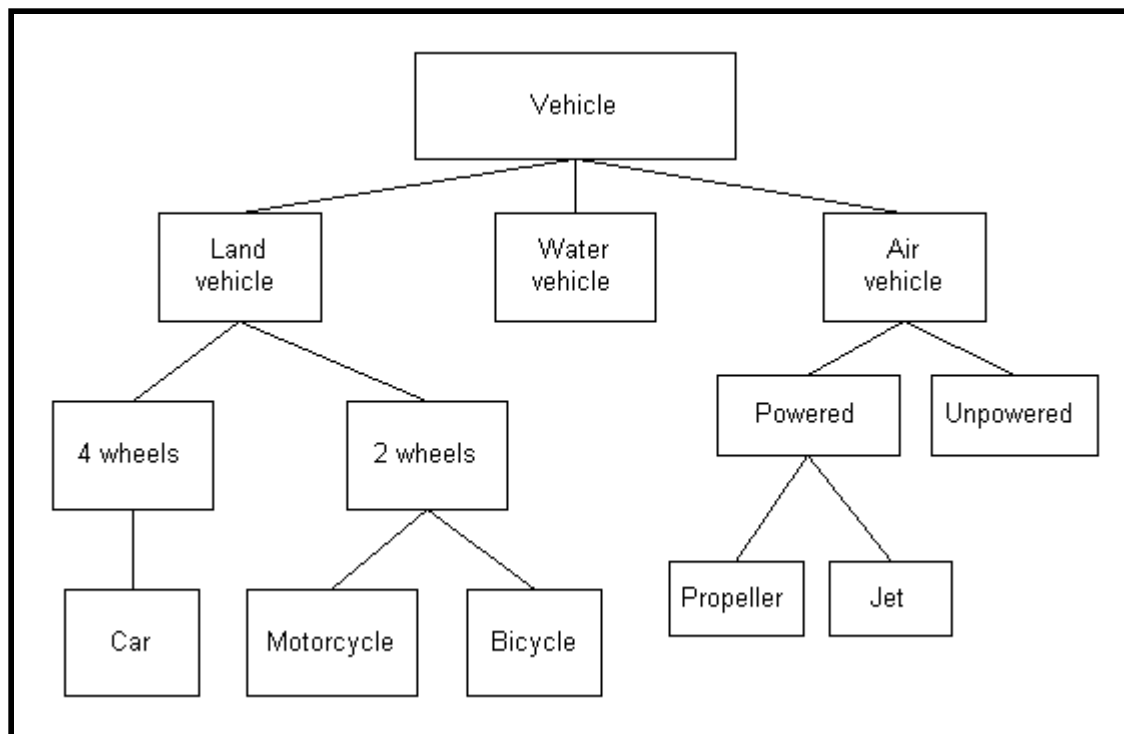 Vehicle
Land
vehicle
Water
vehicle
Air
vehicle
4 wheels
2 wheels
Powered
Unpowered
Car
Motorcycle
Bicycle
Propeller
Jet